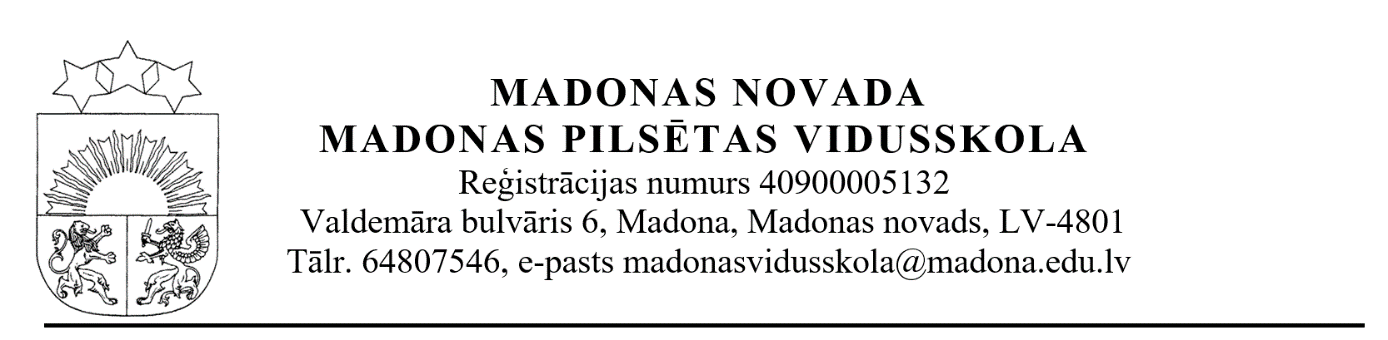 MADONAS NOVADA
MADONAS PILSĒTAS VIDUSSKOLA
Reģistrācijas numurs 40900005132
Valdemāra bulvāris 6, Madona, Madonas novads, LV-4801
Tālr. 64807546, e-pasts madonasvidusskola@madona.edu.lv